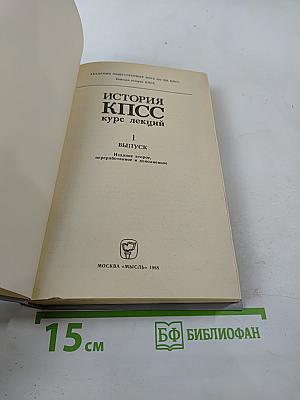 АКАДЕМИЯ ОБЩЕСТВЕННЫХ НАУК при ЦК КПСС
Кафедра истории КПСС
ИСТОРИЯ
КПСС
курс лекций
1
ВЫПУСК
Издание второе,
переработанное и дополненное
МОСКВА «МЫСЛЬ» 1988
15 см
БФ БИБЛИОФАН